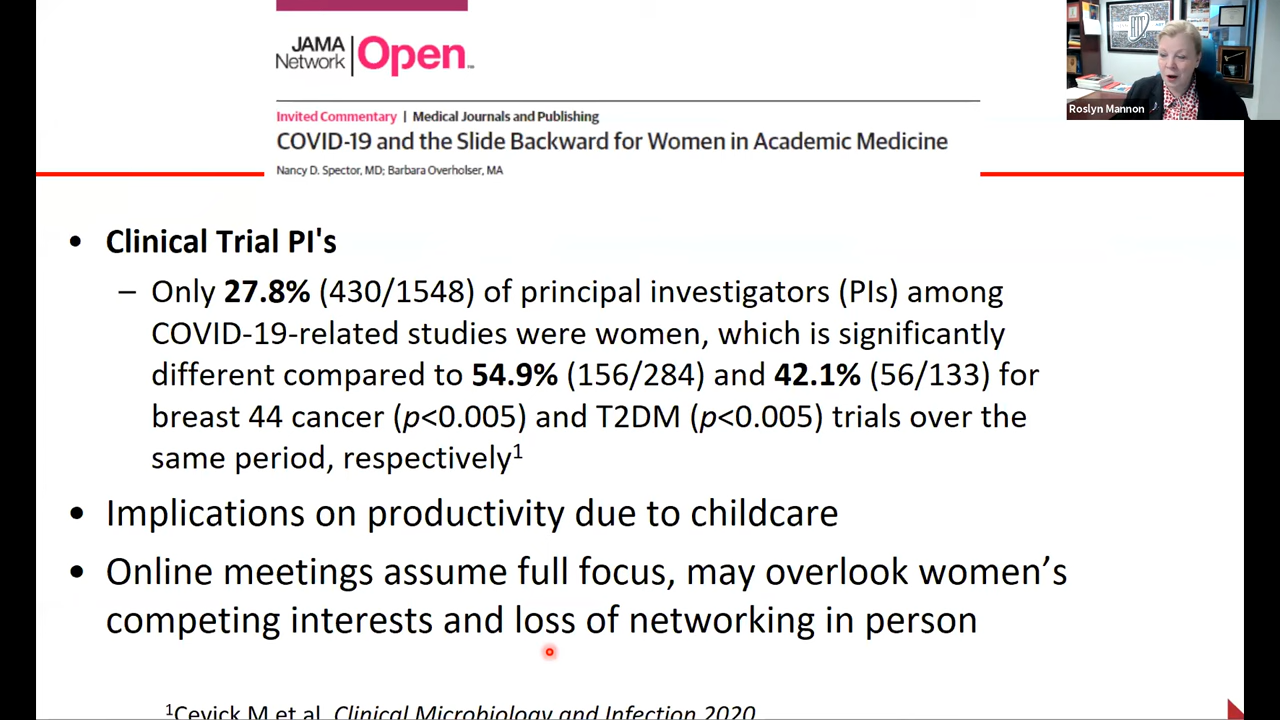 JAMA
Network
Open
Roslyn Mannon
Invited Commentary | Medical Journals and Publishing
COVID-19 and the Slide Backward for Women in Academic Medicine
Nancy D. Spector, MD; Barbara Overholser, MA
• Clinical Trial PI's
– Only 27.8% (430/1548) of principal investigators (PIs) among
COVID-19-related studies were women, which is significantly
different compared to 54.9% (156/284) and 42.1% (56/133) for
breast 44 cancer (p<0.005) and T2DM (p<0.005) trials over the
same period, respectively¹
• Implications on productivity due to childcare
• Online meetings assume full focus, may overlook women’s
competing interests and loss of networking in person
¹Cevick M et al. Clinical Microbiology and Infection 2020